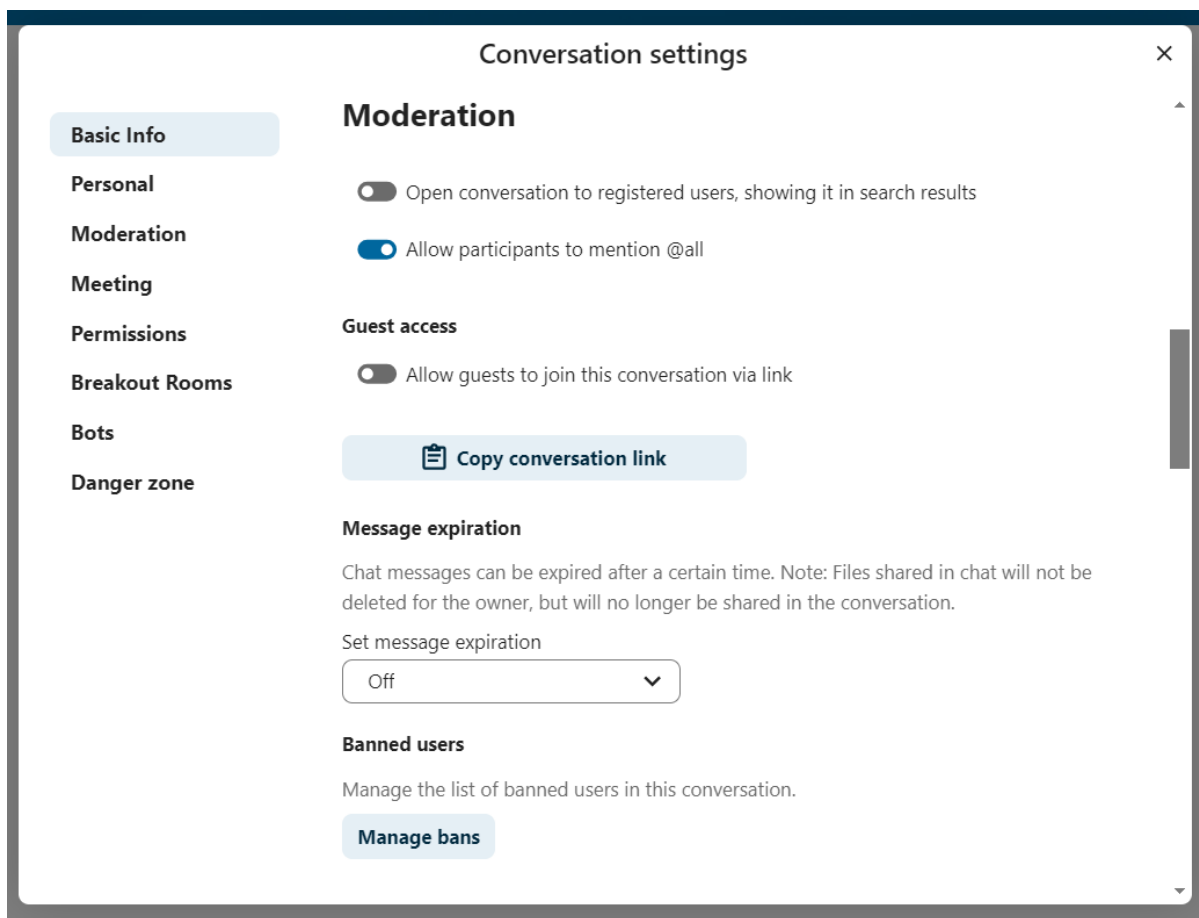 Conversation settings
Basic Info
Personal
Moderation
Meeting
Permissions
Breakout Rooms
Bots
Danger zone
Moderation
Open conversation to registered users, showing it in search results
Allow participants to mention @all
Guest access
Allow guests to join this conversation via link
Copy conversation link
Message expiration
Chat messages can be expired after a certain time. Note: Files shared in chat will not be
deleted for the owner, but will no longer be shared in the conversation.
Set message expiration
Off
Banned users
Manage the list of banned users in this conversation.
Manage bans